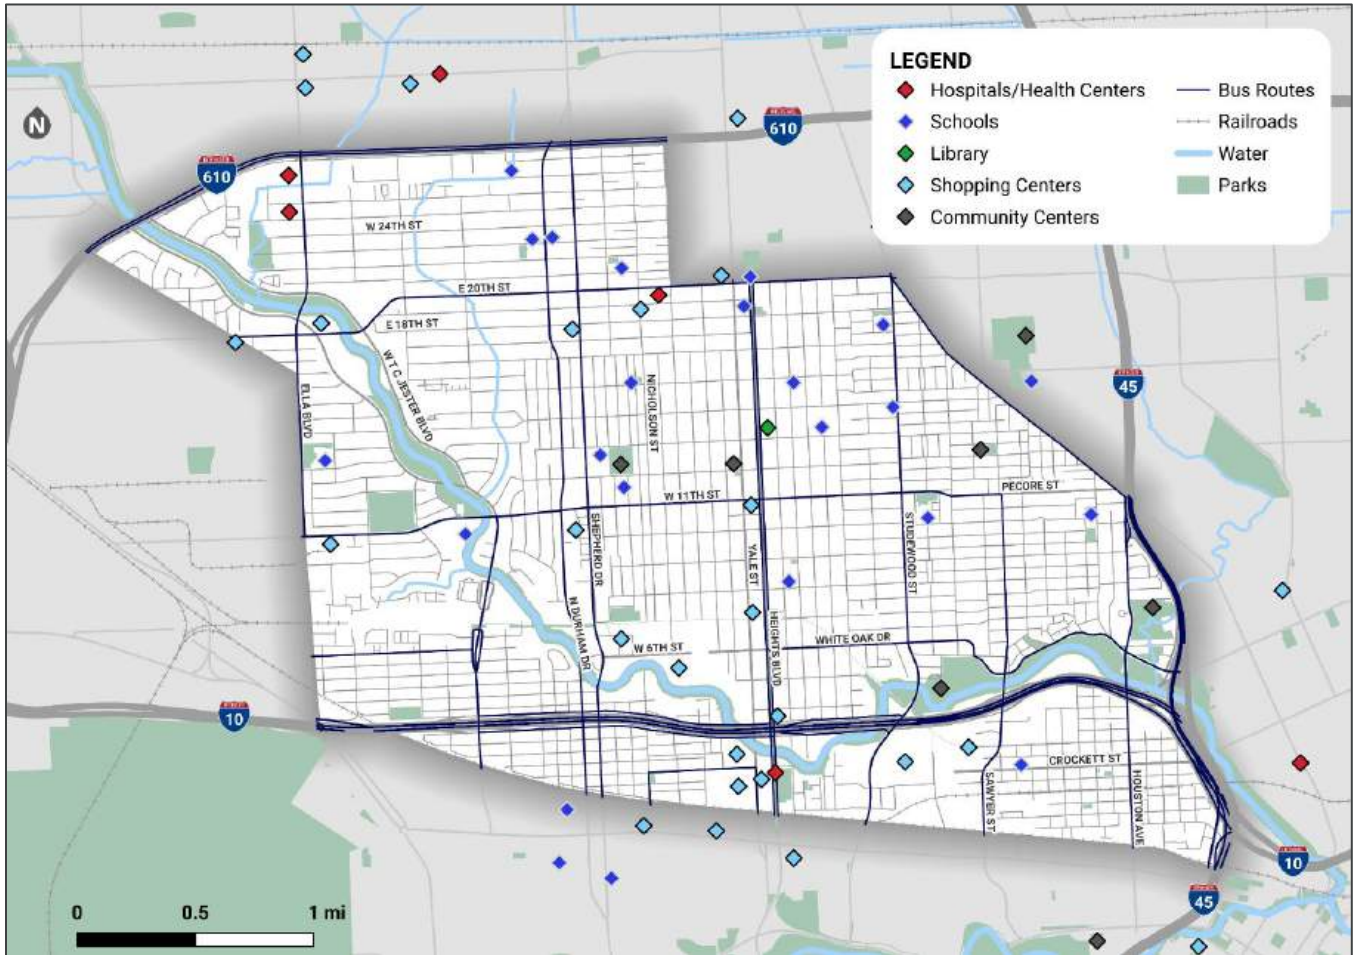 LEGEND
Hospitals/Health Centers
Schools
Library
Shopping Centers
Community Centers
Bus Routes
Railroads
Water
Parks
N
610
610
W 24TH ST
E 20TH ST
E 18TH ST
W T C JESTER BLVD
ELLA BLVD
NICHOLSON ST
45
PECORE ST
W 11TH ST
SHEPHERD DR
YALE ST
STUDEWOOD ST
N DURHAM DR
HEIGHTS BLVD
WHITE OAK DR
W 6TH ST
10
CROCKETT ST
SAWYER ST
HOUSTON AVE
10
45
0 0.5 1 mi